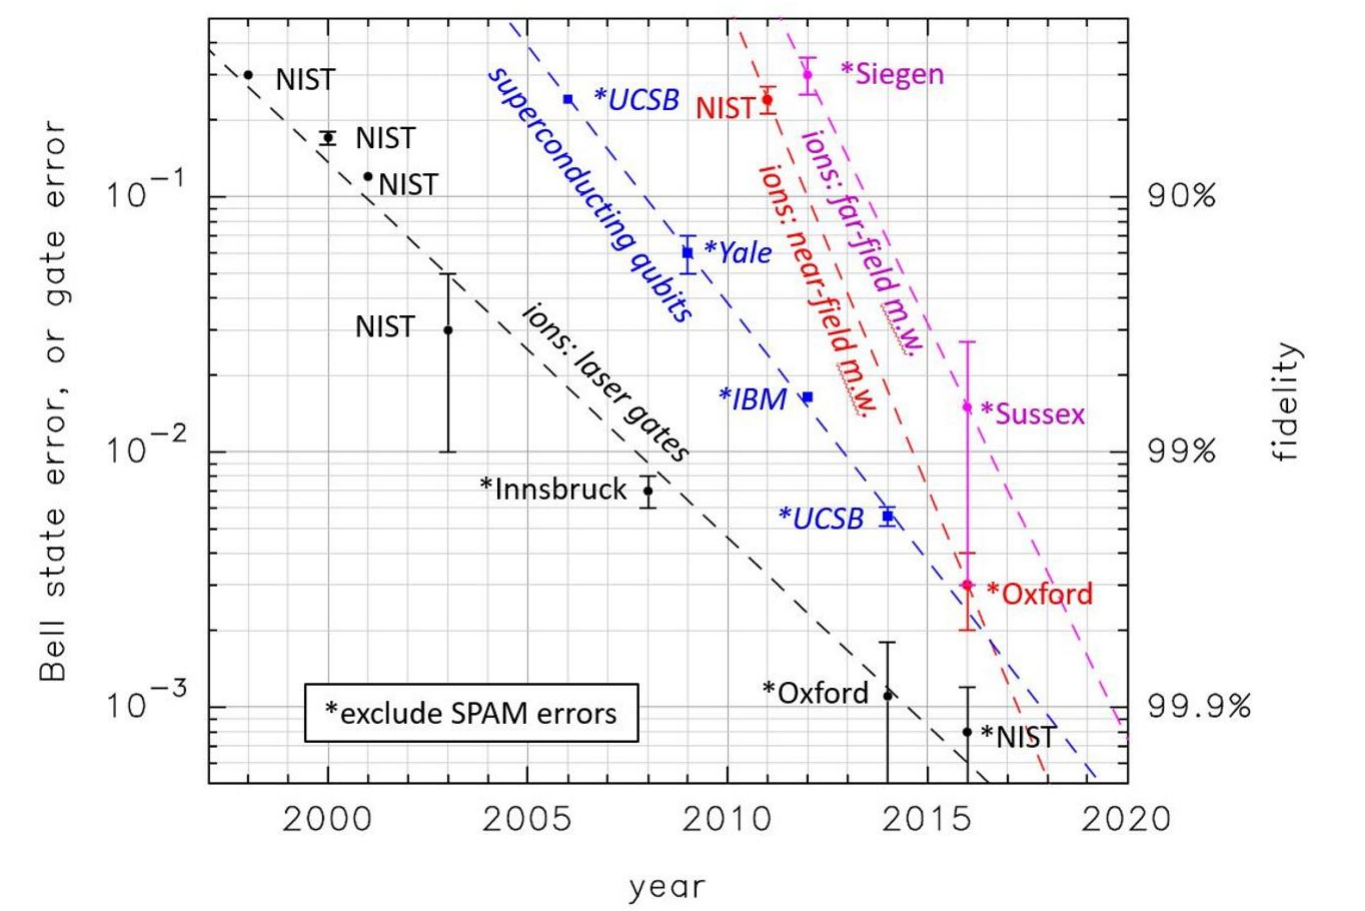 *Siegen
NIST
*UCSB
NIST
NIST
NIST
10⁻¹
90%
superconducting qubits
ions: near-field m.w.
ions: far-field m.w.
*Yale
NIST
ions: laser gates
*IBM
*Sussex
10⁻²
99%
*Innsbruck
*UCSB
*Oxford
*Oxford
10⁻³
99.9%
*exclude SPAM errors
*NIST
Bell state error, or gate error
fidelity
2000 2005 2010 2015 2020
year